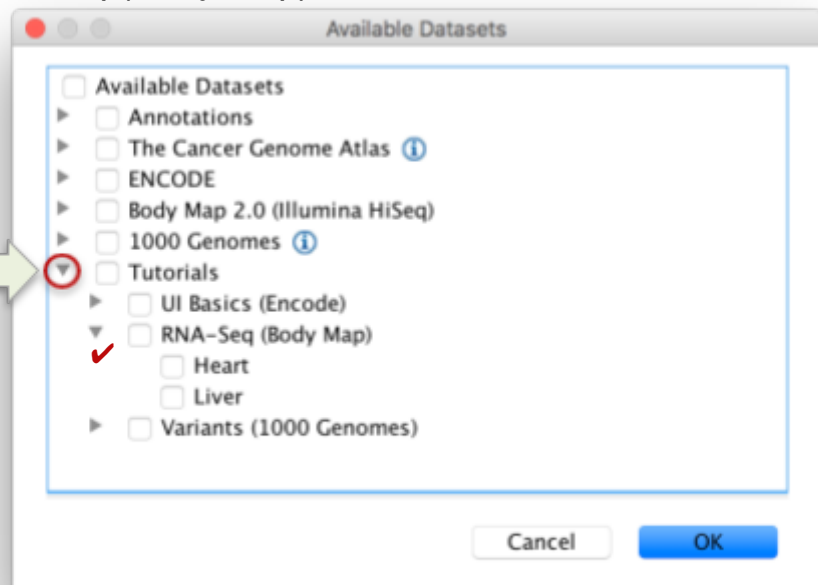 Available Datasets
Available Datasets
Annotations
The Cancer Genome Atlas
ENCODE
Body Map 2.0 (Illumina HiSeq)
1000 Genomes
Tutorials
UI Basics (Encode)
RNA-Seq (Body Map)
Heart
Liver
Variants (1000 Genomes)
Cancel OK